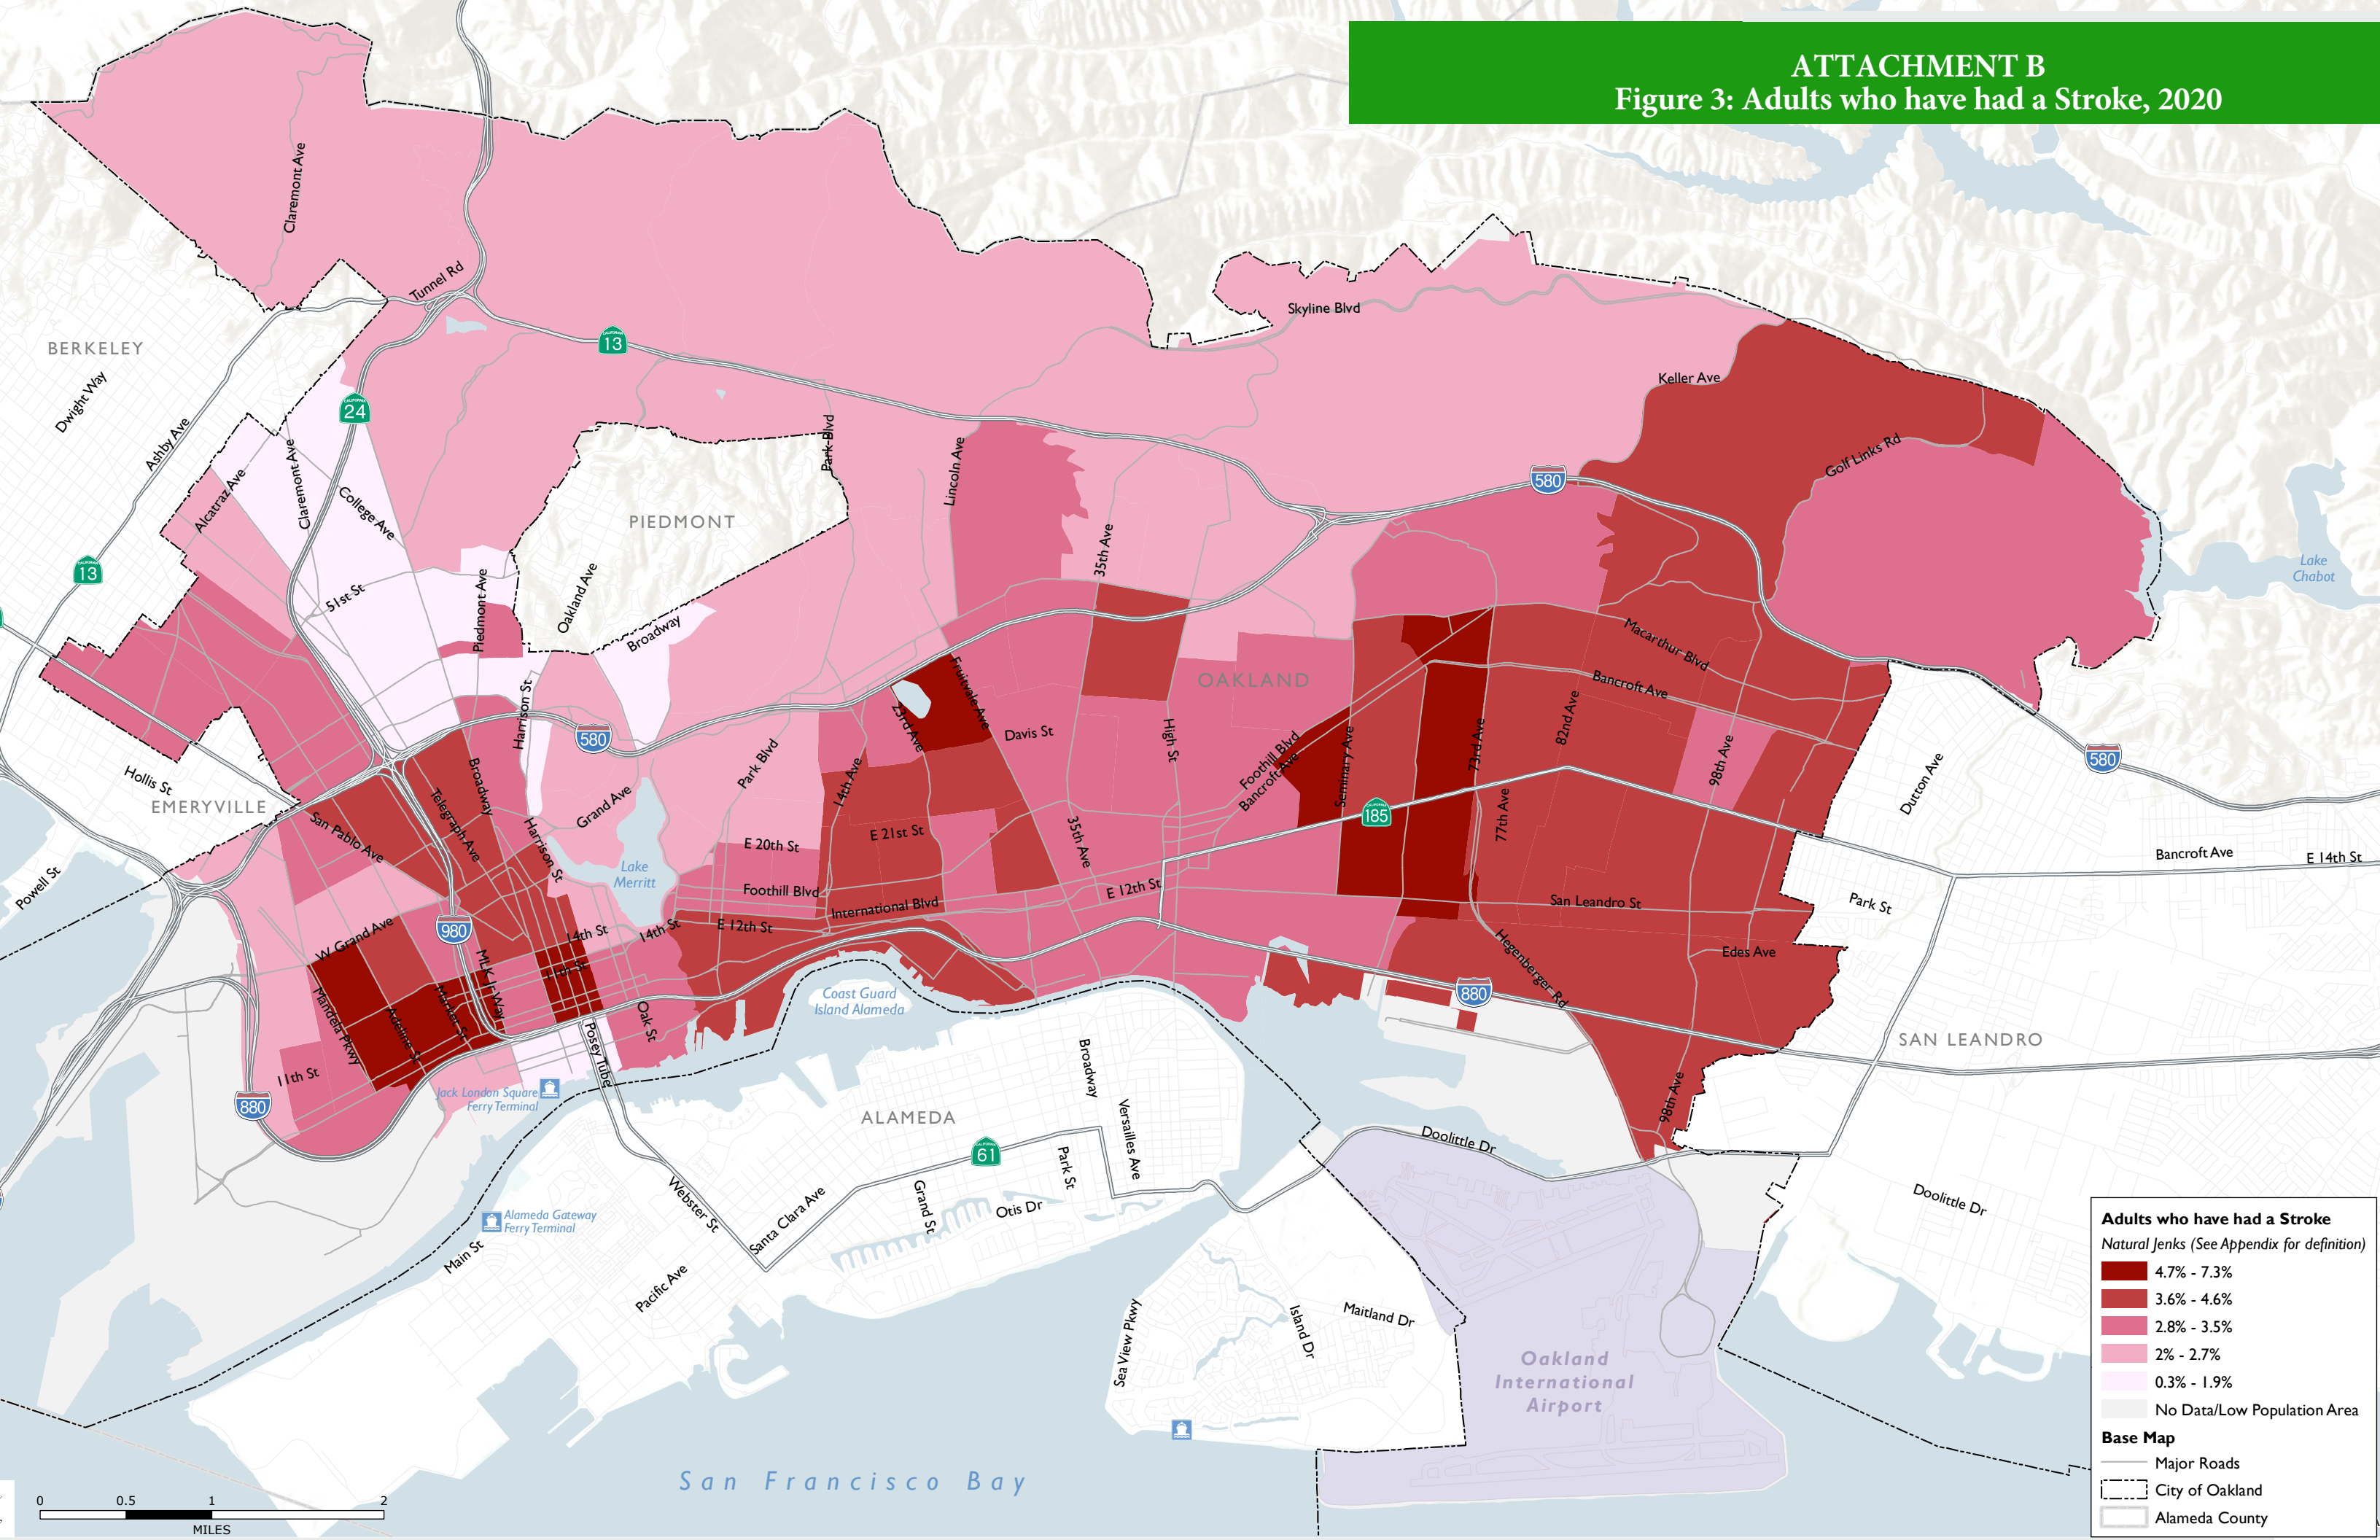 ATTACHMENT B
Figure 3: Adults who have had a Stroke, 2020
Claremont Ave
Tunnel Rd
BERKELEY
Dwight Way
Ashby Ave
CALIFORNIA
13
CALIFORNIA
24
CALIFORNIA
13
Skyline Blvd
Keller Ave
Golf Links Rd
580
Lake
Chabot
Alcatraz Ave
Claremont Ave
College Ave
51st St
Piedmont Ave
PIEDMONT
Oakland Ave
Broadway
Park Blvd
Lincoln Ave
35th Ave
Macarthur Blvd
Bancroft Ave
OAKLAND
Fruitvale Ave
23rd Ave
Davis St
High St
Foothill Blvd
Bancroft Ave
Seminary Ave
73rd Ave
82nd Ave
98th Ave
Dutton Ave
580
Hollis St
EMERYVILLE
Harrison St
580
Park Blvd
14th Ave
Broadway
Telegraph Ave
San Pablo Ave
Grand Ave
Harrison St
E 20th St
E 21st St
35th Ave
CALIFORNIA
185
77th Ave
Bancroft Ave
E 14th St
Powell St
Lake
Merritt
Foothill Blvd
International Blvd
E 12th St
San Leandro St
Park St
W Grand Ave
980
14th St
14th St
E 12th St
Edes Ave
11th St
MLK Jr Way
Market St
Adeline St
Mandela Pkwy
Oak St
Posey Tube
Coast Guard
Island Alameda
880
Hegenberger Rd
SAN LEANDRO
11th St
880
Jack London Square
Ferry Terminal
ALAMEDA
Broadway
Versailles Ave
98th Ave
CALIFORNIA
61
Park St
Doolittle Dr
Doolittle Dr
Alameda Gateway
Ferry Terminal
Main St
Webster St
Santa Clara Ave
Grand St
Otis Dr
Pacific Ave
Sea View Pkwy
Island Dr
Maitland Dr
Oakland
International
Airport
San Francisco Bay
0 0.5 1 2
MILES
Adults who have had a Stroke
Natural Jenks (See Appendix for definition)
4.7% - 7.3%
3.6% - 4.6%
2.8% - 3.5%
2% - 2.7%
0.3% - 1.9%
No Data/Low Population Area
Base Map
Major Roads
City of Oakland
Alameda County